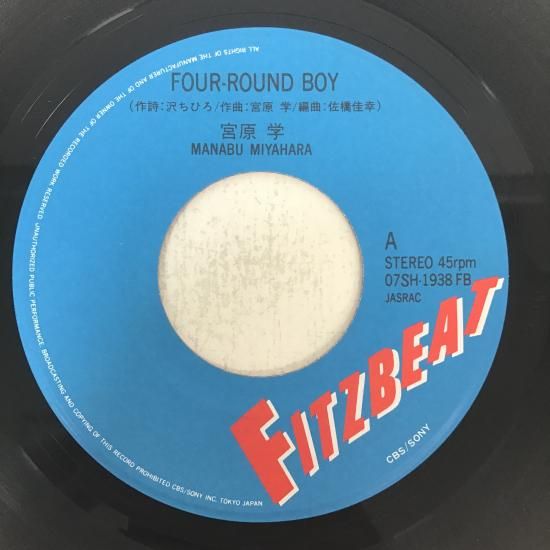 FOUR-ROUND BOY
(作詩:沢ちひろ/作曲:宮原 学/編曲:佐橋佳幸)
宮原 学
MANABU MIYAHARA
A
STEREO 45rpm
07SH-1938 FB
JASRAC
FITZBEAT
CBS/SONY
ALL RIGHTS OF THE MANUFACTURER AND OF THE OWNER OF THE RECORDED WORK RESERVED. UNAUTHORIZED PUBLIC PERFORMANCE. BROADCASTING AND COPYING OF THIS RECORD PROHIBITED CBS/SONY INC. TOKYO JAPAN